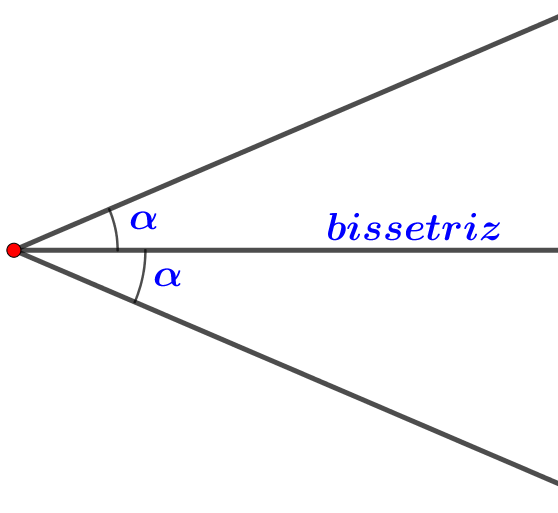 α
bissetriz
α